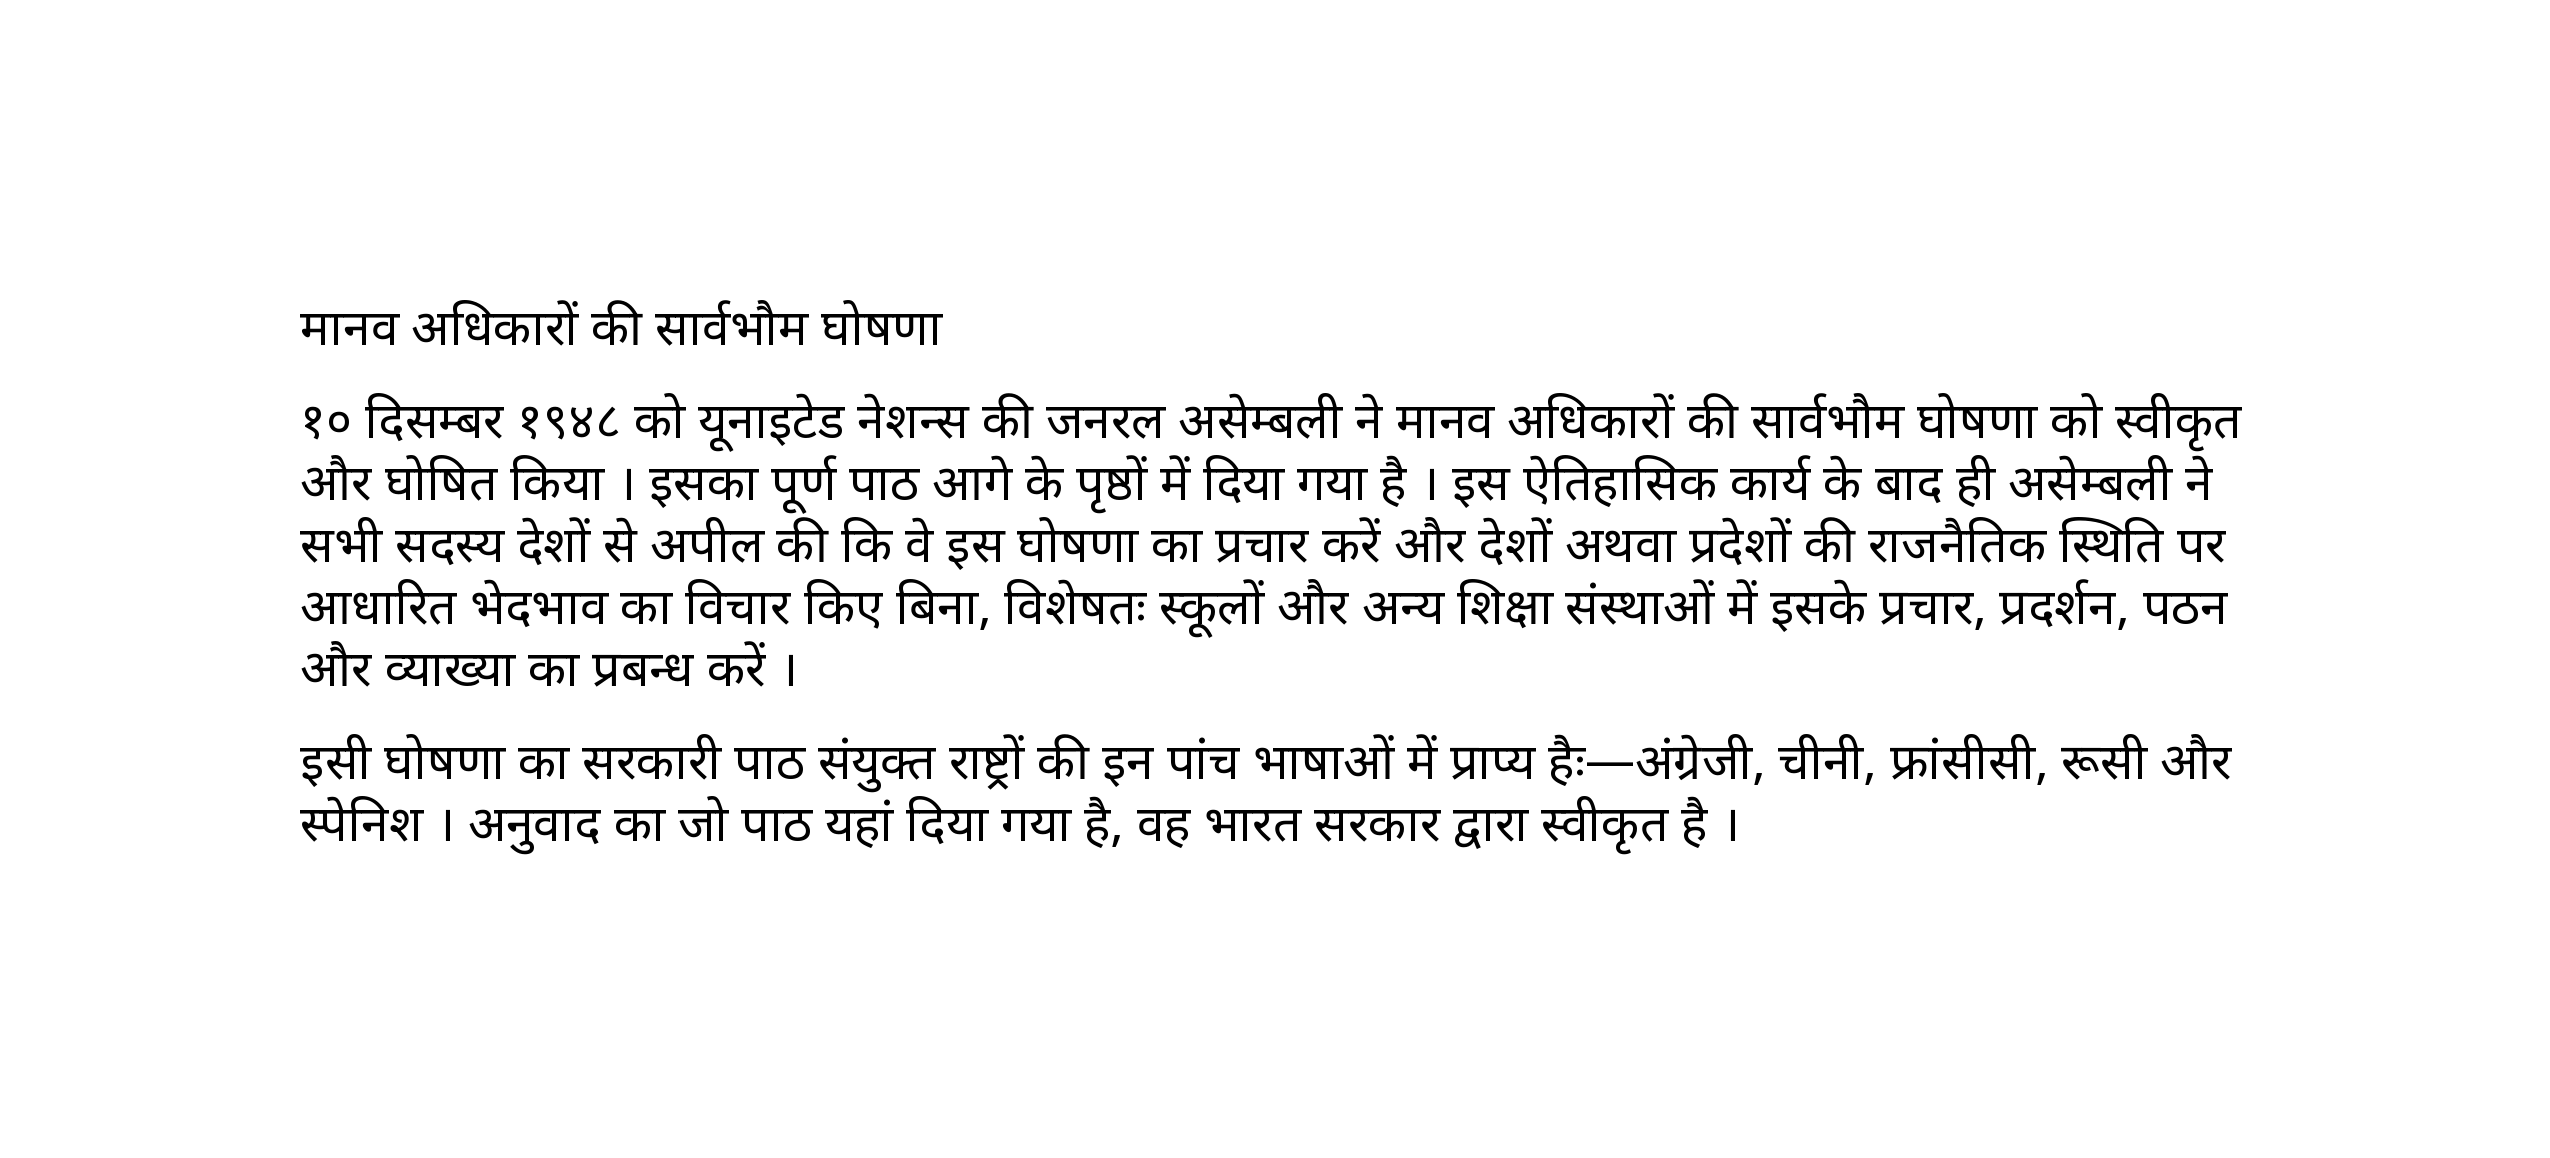 मानव अधिकारों की सार्वभौम घोषणा
१० दिसम्बर १९४८ को यूनाइटेड नेशन्स की जनरल असेम्बली ने मानव अधिकारों की सार्वभौम घोषणा को स्वीकृत
और घोषित किया । इसका पूर्ण पाठ आगे के पृष्ठों में दिया गया है । इस ऐतिहासिक कार्य के बाद ही असेम्बली ने
सभी सदस्य देशों से अपील की कि वे इस घोषणा का प्रचार करें और देशों अथवा प्रदेशों की राजनैतिक स्थिति पर
आधारित भेदभाव का विचार किए बिना, विशेषतः स्कूलों और अन्य शिक्षा संस्थाओं में इसके प्रचार, प्रदर्शन, पठन
और व्याख्या का प्रबन्ध करें ।
इसी घोषणा का सरकारी पाठ संयुक्त राष्ट्रों की इन पांच भाषाओं में प्राप्य हैः—अंग्रेजी, चीनी, फ्रांसीसी, रूसी और
स्पेनिश । अनुवाद का जो पाठ यहां दिया गया है, वह भारत सरकार द्वारा स्वीकृत है ।